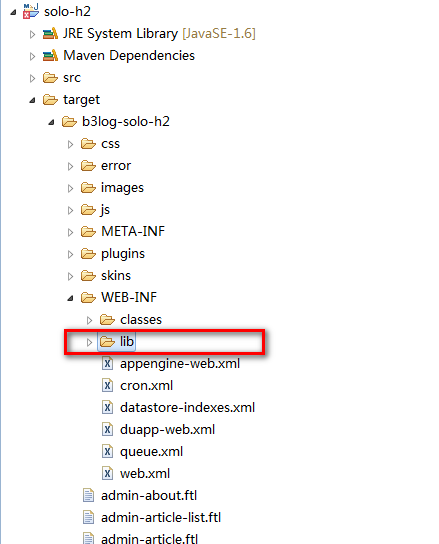 solo-h2
JRE System Library [JavaSE-1.6]
Maven Dependencies
src
target
b3log-solo-h2
css
error
images
js
META-INF
plugins
skins
WEB-INF
classes
lib
appengine-web.xml
cron.xml
datastore-indexes.xml
duapp-web.xml
queue.xml
web.xml
admin-about.ftl
admin-article-list.ftl
admin-article.ftl